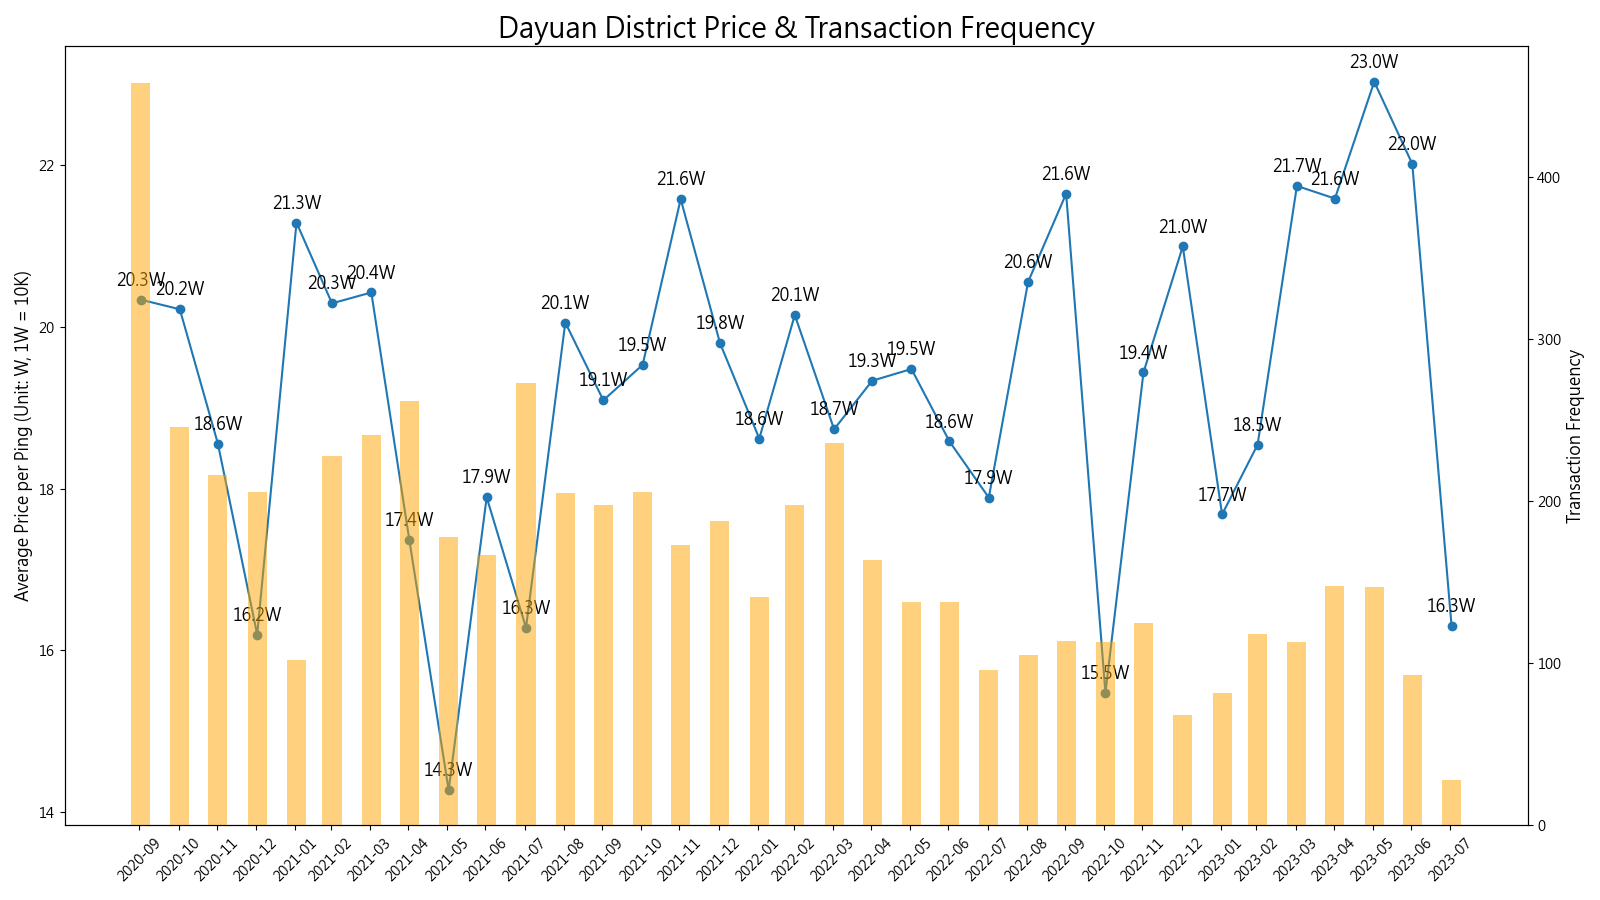 Dayuan District Price & Transaction Frequency
Average Price per Ping (Unit: W, 1W = 10K)
22
20
18
16
14
20.3W
20.2W
18.6W
16.2W
21.3W
20.3W
20.4W
17.4W
14.3W
17.9W
16.3W
20.1W
19.1W
19.5W
21.6W
19.8W
18.6W
20.1W
18.7W
19.3W
19.5W
18.6W
17.9W
20.6W
21.6W
15.5W
19.4W
21.0W
17.7W
18.5W
21.7W
21.6W
23.0W
22.0W
16.3W
400
300
200
100
0
Transaction Frequency
2020-09
2020-10
2020-11
2020-12
2021-01
2021-02
2021-03
2021-04
2021-05
2021-06
2021-07
2021-08
2021-09
2021-10
2021-11
2021-12
2022-01
2022-02
2022-03
2022-04
2022-05
2022-06
2022-07
2022-08
2022-09
2022-10
2022-11
2022-12
2023-01
2023-02
2023-03
2023-04
2023-05
2023-06
2023-07